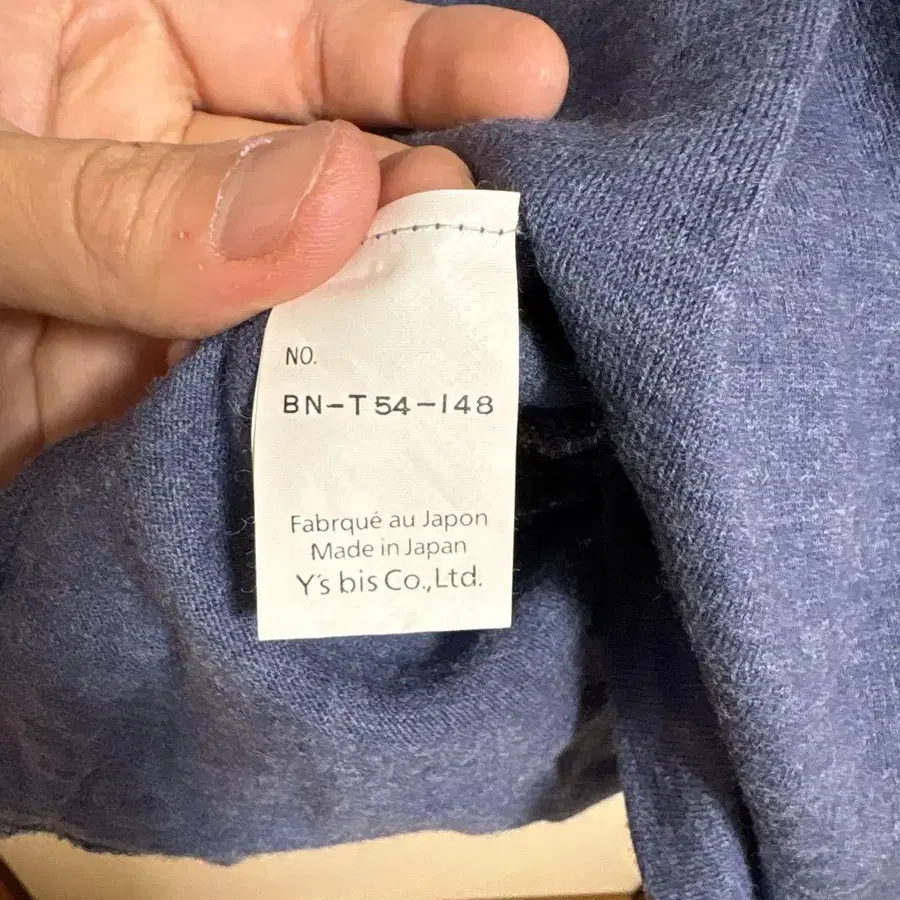 NO.
BN-T54-148
Fabrqué au Japon
Made in Japan
Y's bis Co.,Ltd.